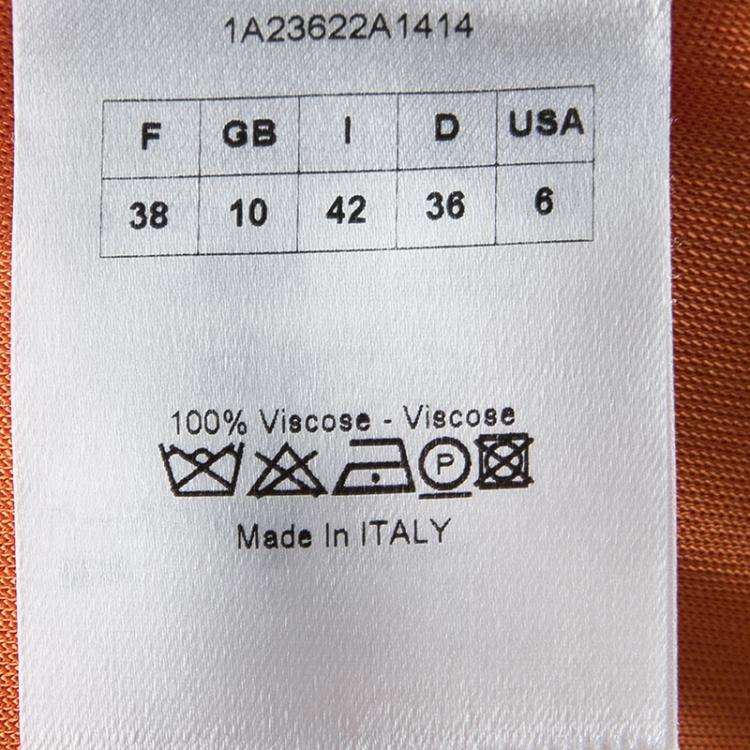 1A23622A1414
F GB I D USA
38 10 42 36 6
100% Viscose - Viscose
P
Made In ITALY